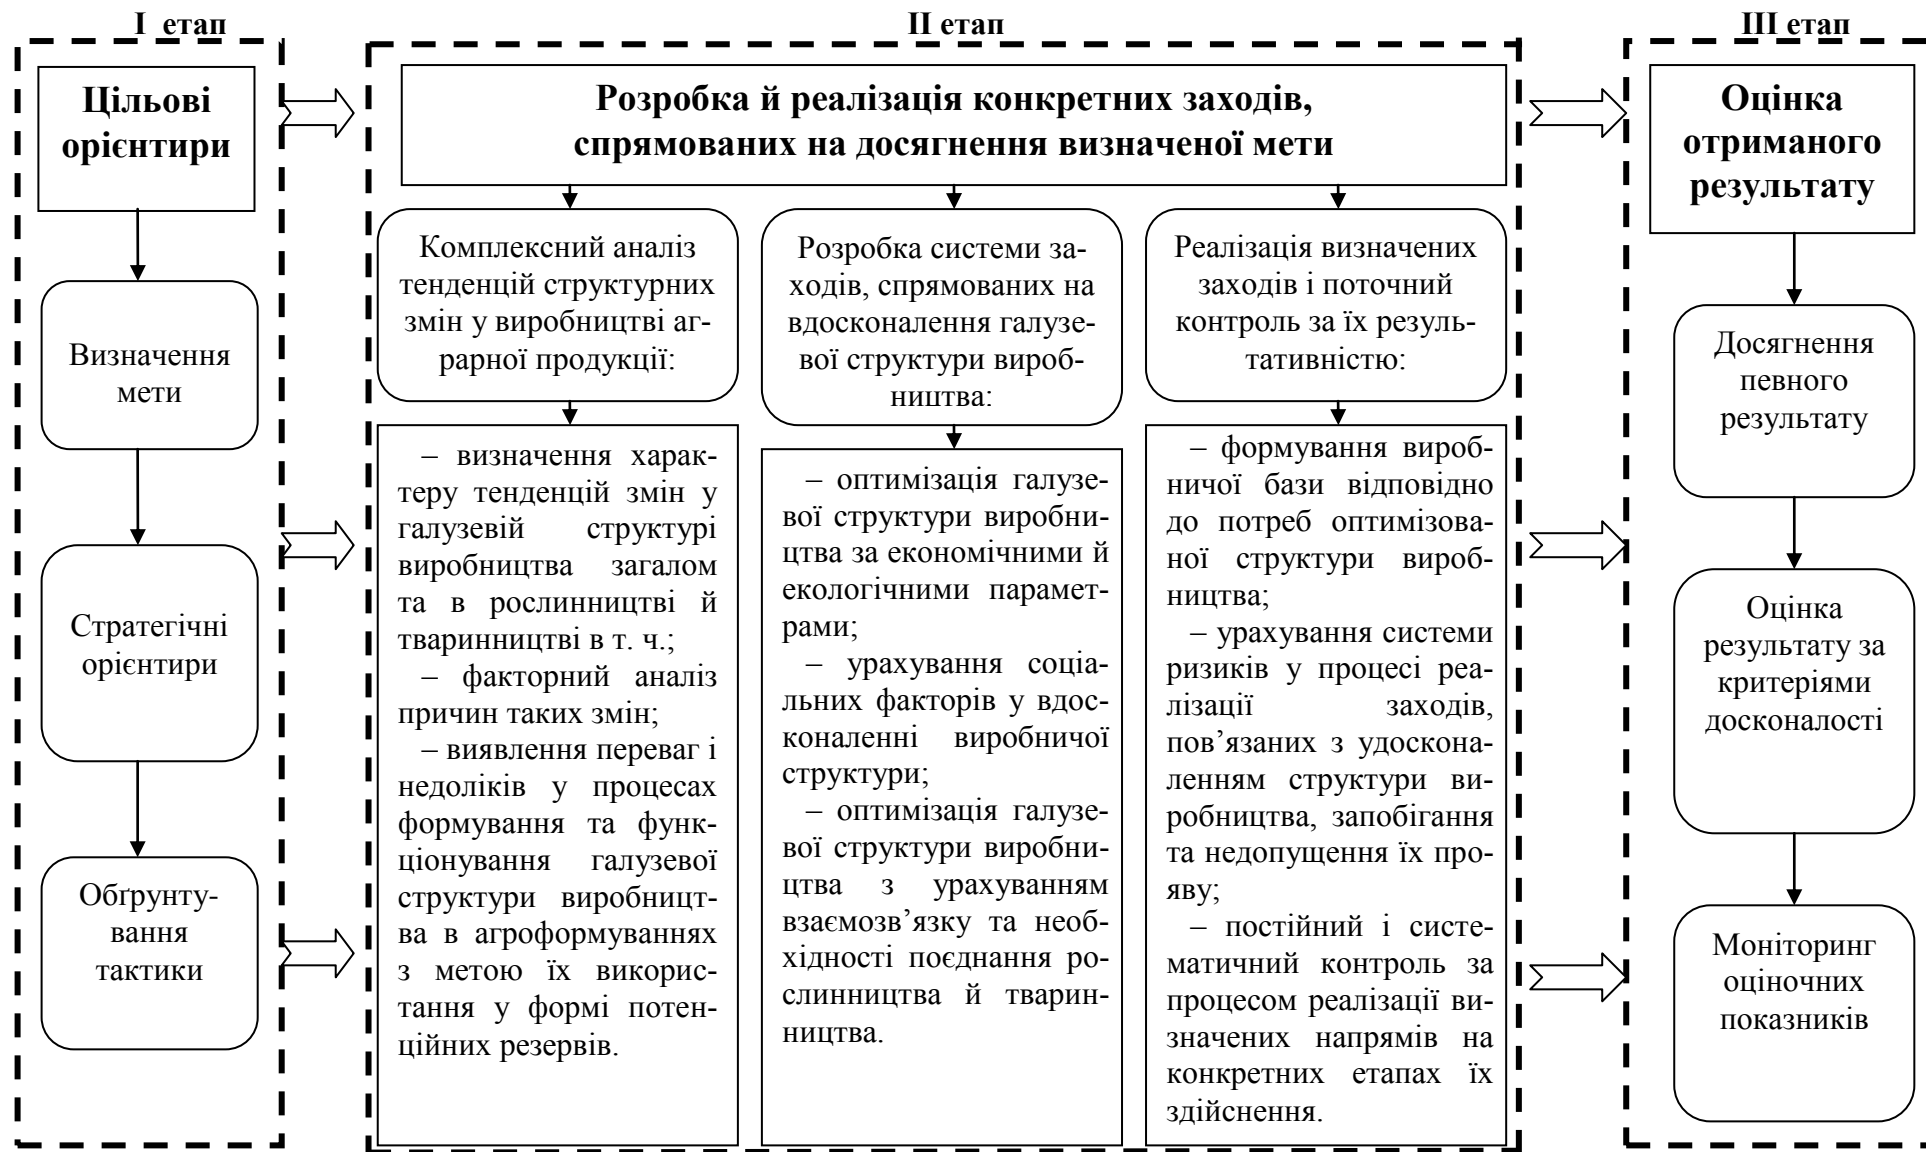 I етап
Цільові
орієнтири
Визначення
мети
Стратегічні
орієнтири
Обґрунту-
вання
тактики
II етап
Розробка й реалізація конкретних заходів,
спрямованих на досягнення визначеної мети
Комплексний аналіз
тенденцій структурних
змін у виробництві аг-
рарної продукції:
– визначення харак-
теру тенденцій змін у
галузевій структурі
виробництва загалом
та в рослинництві й
тваринництві в т. ч.;
– факторний аналіз
причин таких змін;
– виявлення переваг і
недоліків у процесах
формування та функ-
ціонування галузевої
структури виробницт-
ва в агроформуваннях
з метою їх викорис-
тання у формі потен-
ційних резервів.
Розробка системи за-
ходів, спрямованих на
вдосконалення галузе-
вої структури вироб-
ництва:
– оптимізація галузе-
вої структури виробни-
цтва за економічними й
екологічними парамет-
рами;
– урахування соціа-
льних факторів у вдос-
коналенні виробничої
структури;
– оптимізація галузе-
вої структури виробни-
цтва з урахуванням
взаємозв’язку та необ-
хідності поєднання ро-
слинництва й тварин-
ництва.
Реалізація визначених
заходів і поточний
контроль за їх резуль-
тативністю:
– формування вироб-
ничої бази відповідно
до потреб оптимізова-
ної структури вироб-
ництва;
– урахування системи
ризиків у процесі реа-
лізації заходів,
пов’язаних з удоскона-
ленням структури ви-
робництва, запобігання
та недопущення їх про-
яву;
– постійний і систе-
матичний контроль за
процесом реалізації ви-
значених напрямів на
конкретних етапах їх
здійснення.
III етап
Оцінка
отриманого
результату
Досягнення
певного
результату
Оцінка
результату за
критеріями
досконалості
Моніторинг
оціночних
показників